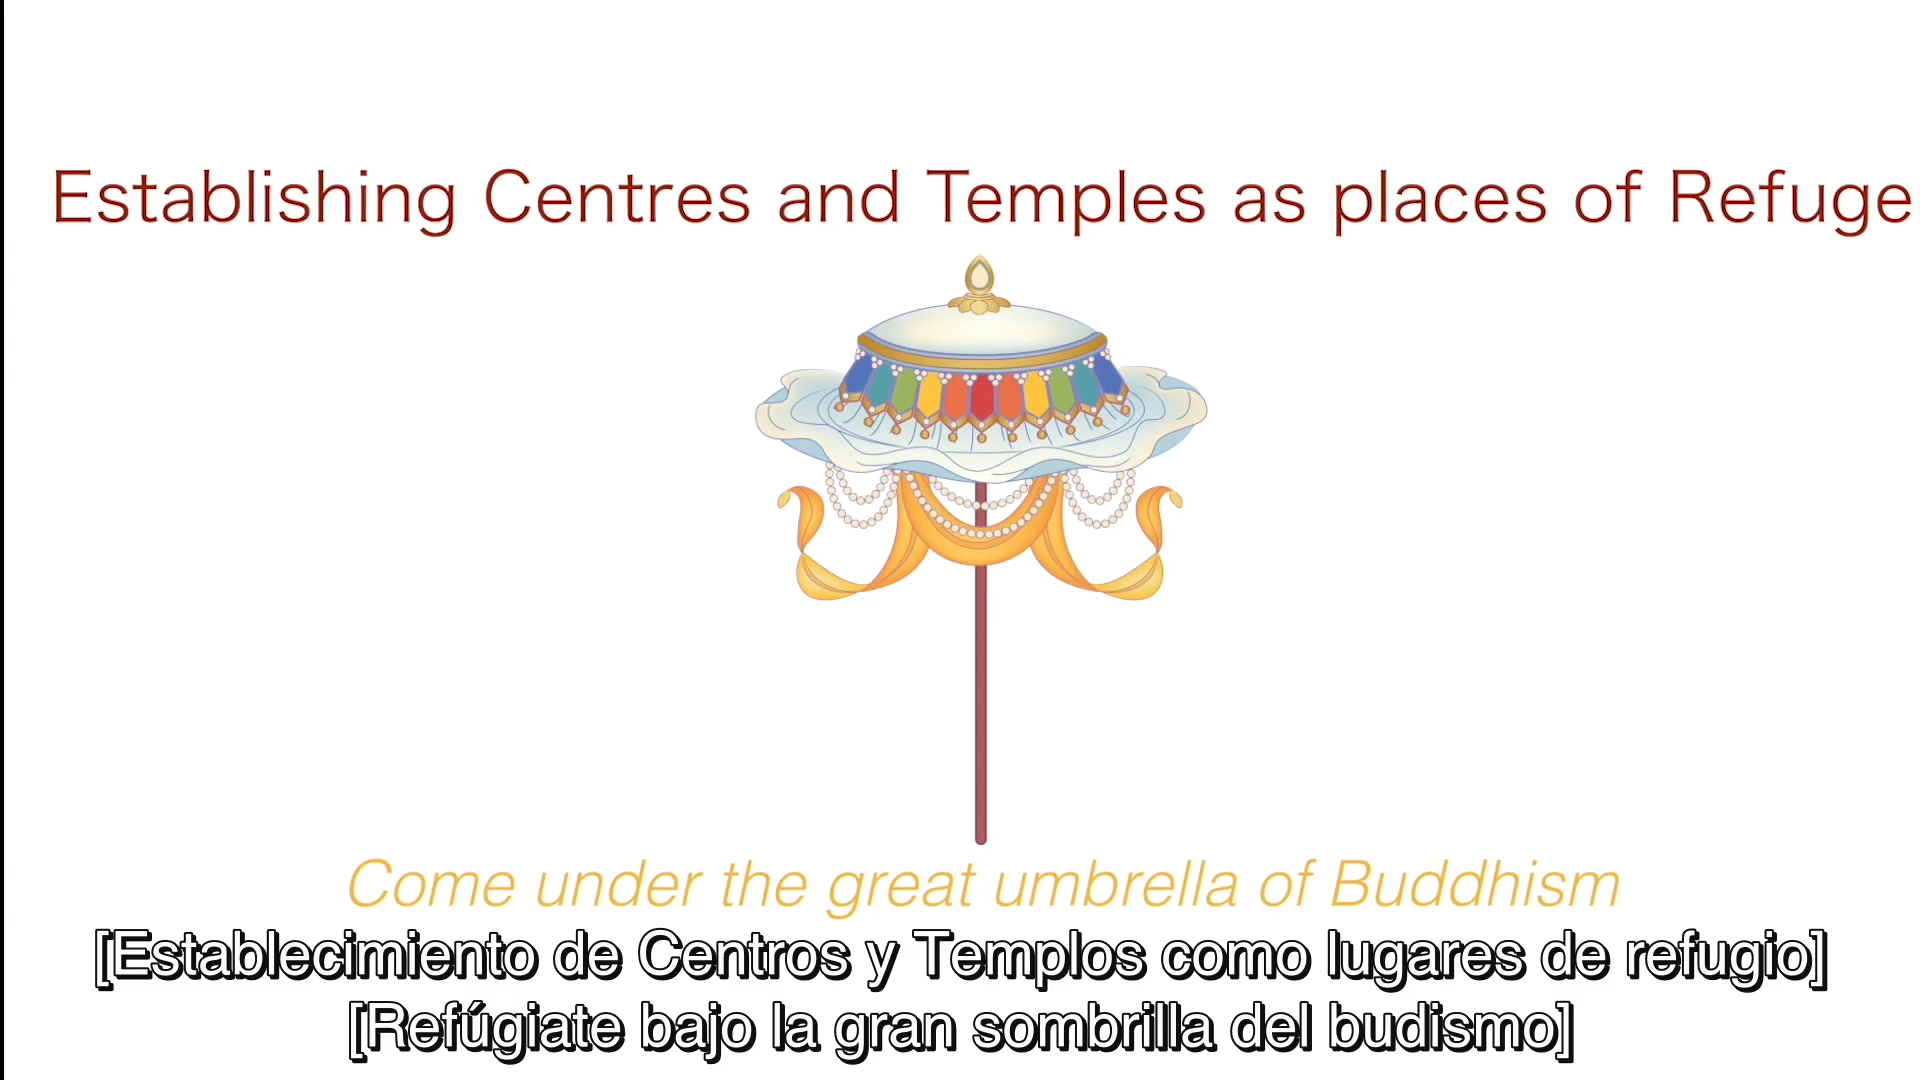 Establishing Centres and Temples as places of Refuge
Come under the great umbrella of Buddhism
[Establecimiento de Centros y Templos como lugares de refugio]
[Refúgiate bajo la gran sombrilla del budismo]